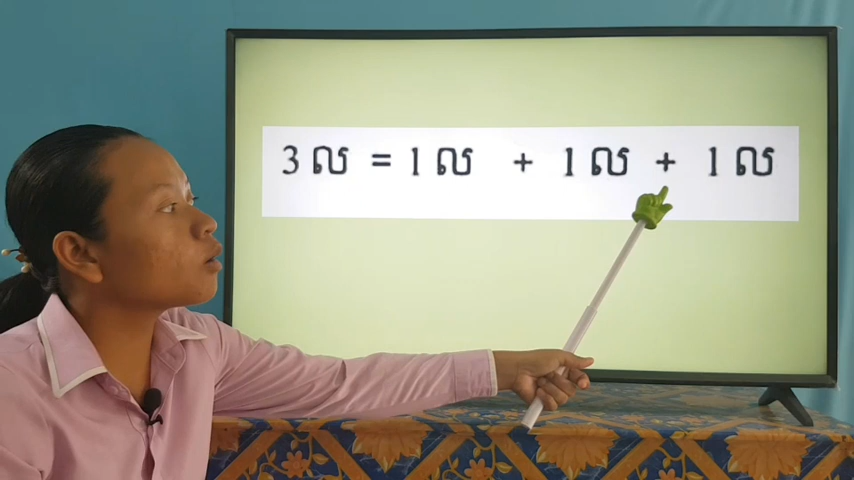 3 ល = 1 ល + 1 ល + 1 ល